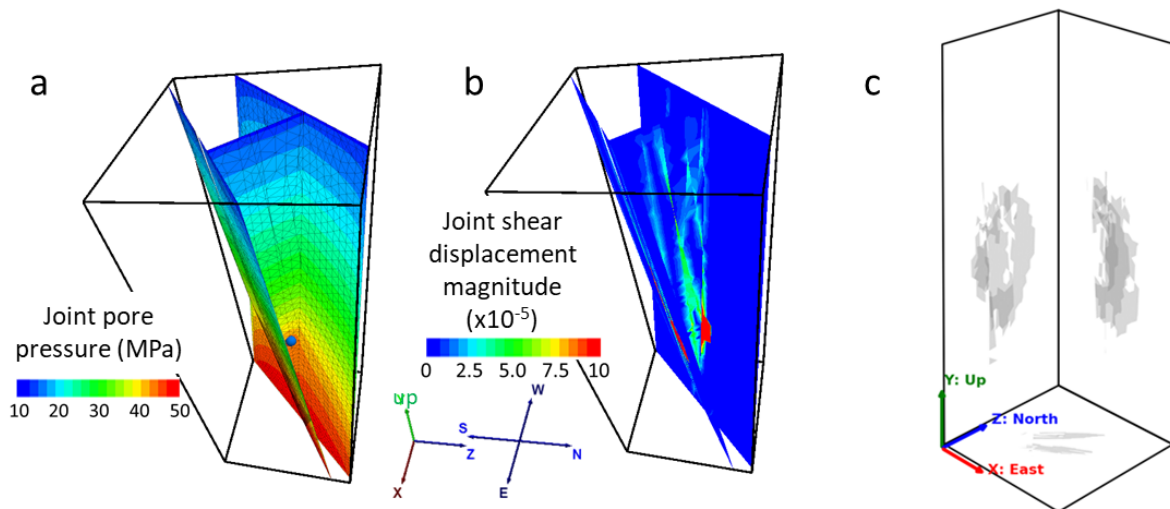 a
b
c
Joint pore
pressure (MPa)
10 20 30 40 50
Joint shear
displacement
magnitude
(x10-5)
0 2.5 5.0 7.5 10
up
Z
X
W
S
N
E
Y: Up
Z: North
X: East